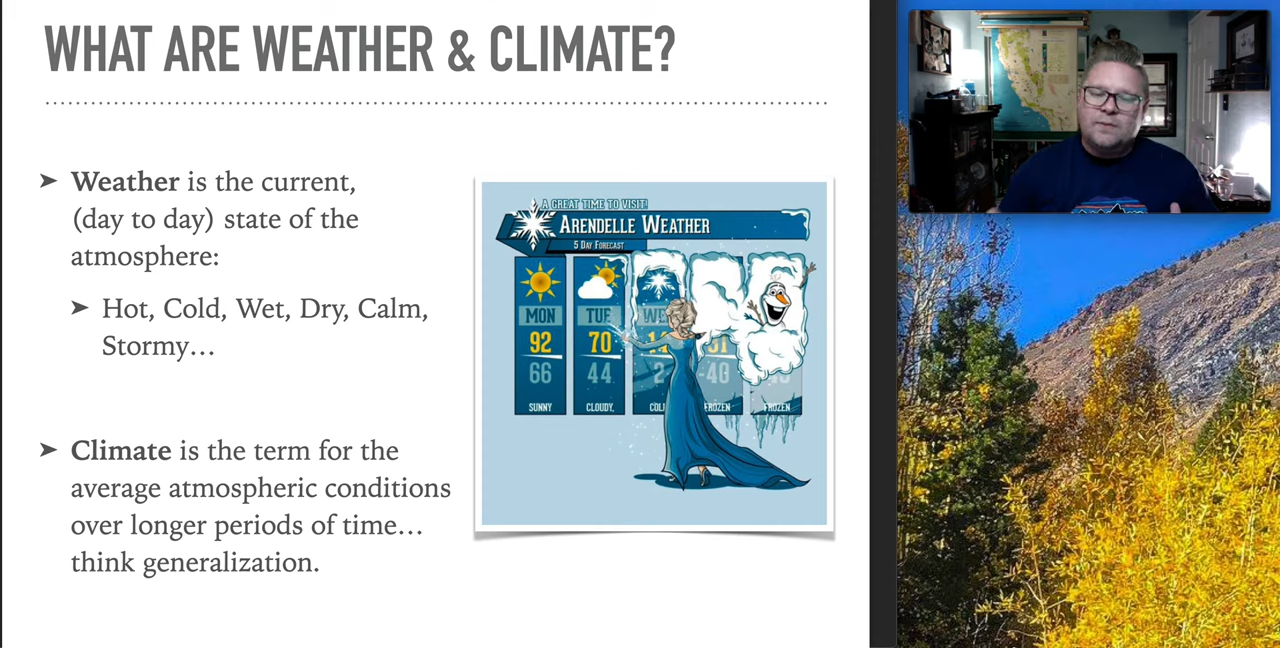 WHAT ARE WEATHER & CLIMATE?
➤ Weather is the current,
(day to day) state of the
atmosphere:
➤ Hot, Cold, Wet, Dry, Calm,
Stormy…
➤ Climate is the term for the
average atmospheric conditions
over longer periods of time…
think generalization.
A GREAT TIME TO VISIT!
ARENDELLE WEATHER
5 DAY FORECAST
MON
92
66
SUNNY
TUE
70
44
CLOUDY,
-40
FROZEN
FROZEN